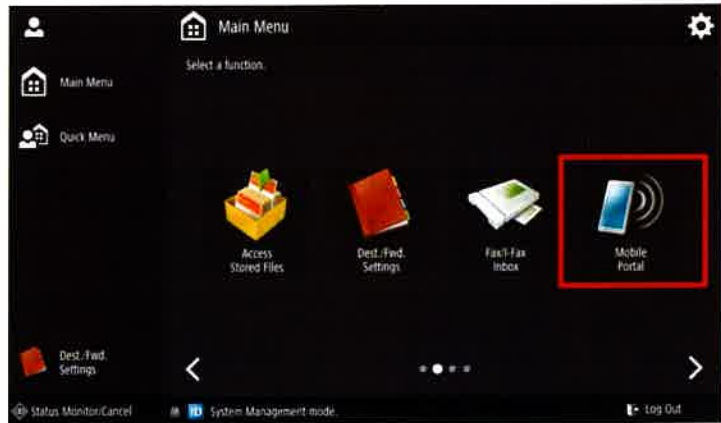 Main Menu
Select a function.
Main Menu
Quick Menu
Access
Stored Files
Dest./Fwd.
Settings
Fax/I-Fax
Inbox
Mobile
Portal
Dest./Fwd.
Settings
Status Monitor/Cancel
ID System Management mode.
Log Out